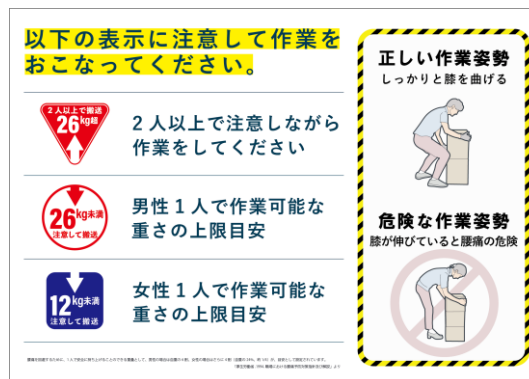 以下の表示に注意して作業を
おこなってください。
2人以上で搬送
26kg超
2人以上で注意しながら
作業をしてください
26kg未満
注意して搬送
男性1人で作業可能な
重さの上限目安
12kg未満
注意して搬送
女性1人で作業可能な
重さの上限目安
正しい作業姿勢
しっかりと膝を曲げる
危険な作業姿勢
膝が伸びていると腰痛の危険